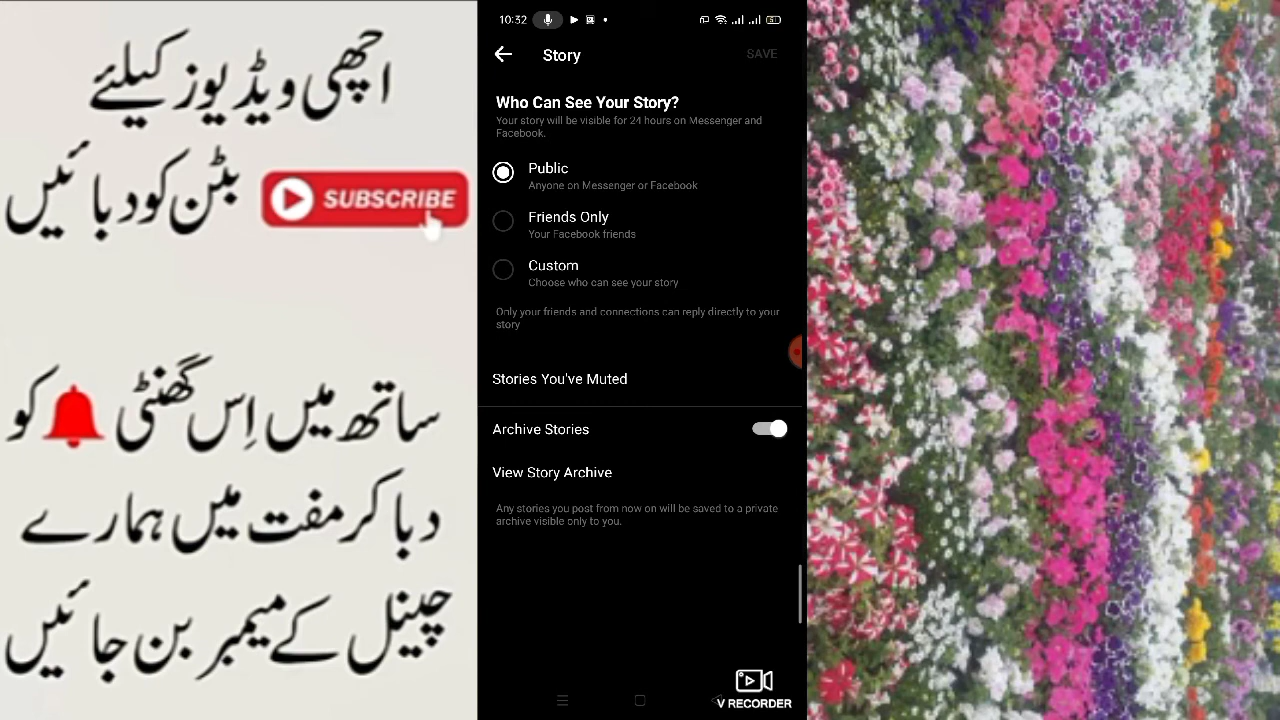 اچھی ویڈیوز کیلئے
SUBSCRIBE بٹن کو دبائیں
ساتھ میں اِس گھنٹی کو
دبا کر مفت میں ہمارے
چینل کے میمبر بن جائیں
10:32
Story
SAVE
Who Can See Your Story?
Your story will be visible for 24 hours on Messenger and
Facebook.
Public
Anyone on Messenger or Facebook
Friends Only
Your Facebook friends
Custom
Choose who can see your story
Only your friends and connections can reply directly to your
story
Stories You've Muted
Archive Stories
View Story Archive
Any stories you post from now on will be saved to a private
archive visible only to you.
V RECORDER